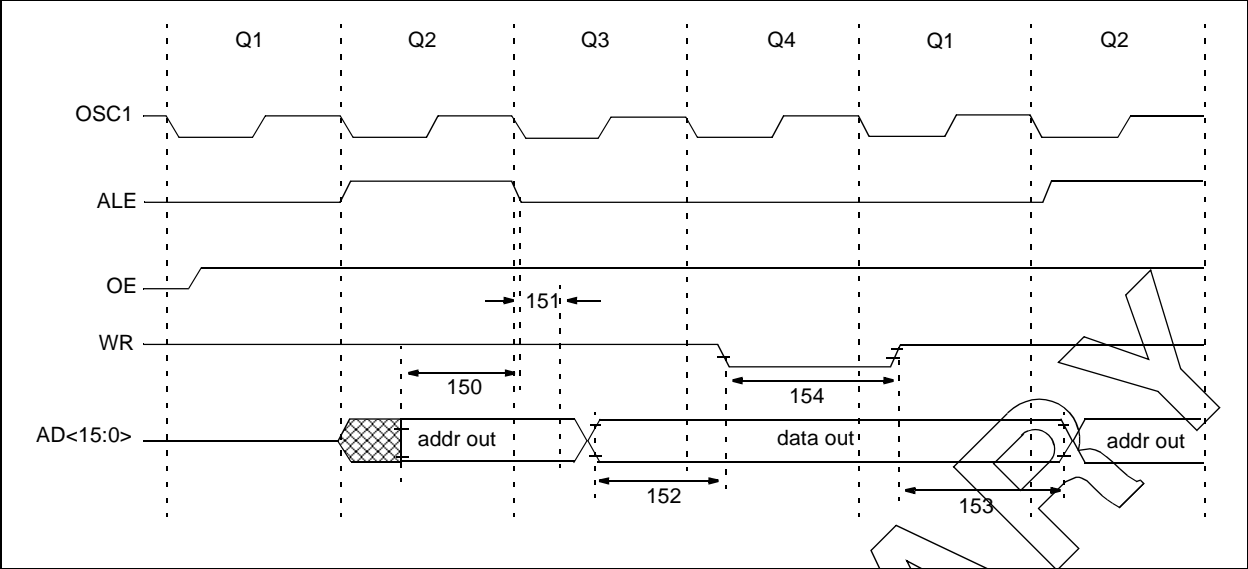 Q1 Q2 Q3 Q4 Q1 Q2
OSC1
ALE
OE
151
WR
150
154
AD<15:0>
addr out
data out
addr out
152
153